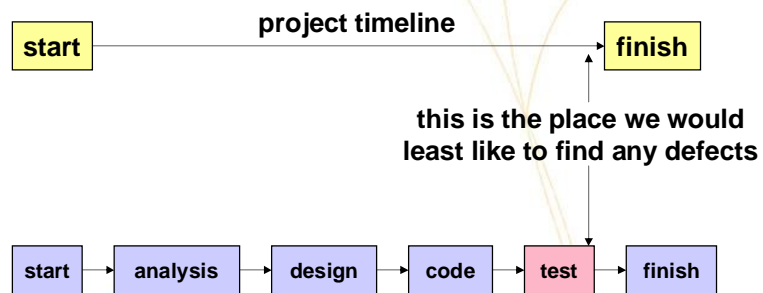 project timeline
start
finish
this is the place we would
least like to find any defects
start
analysis
design
code
test
finish